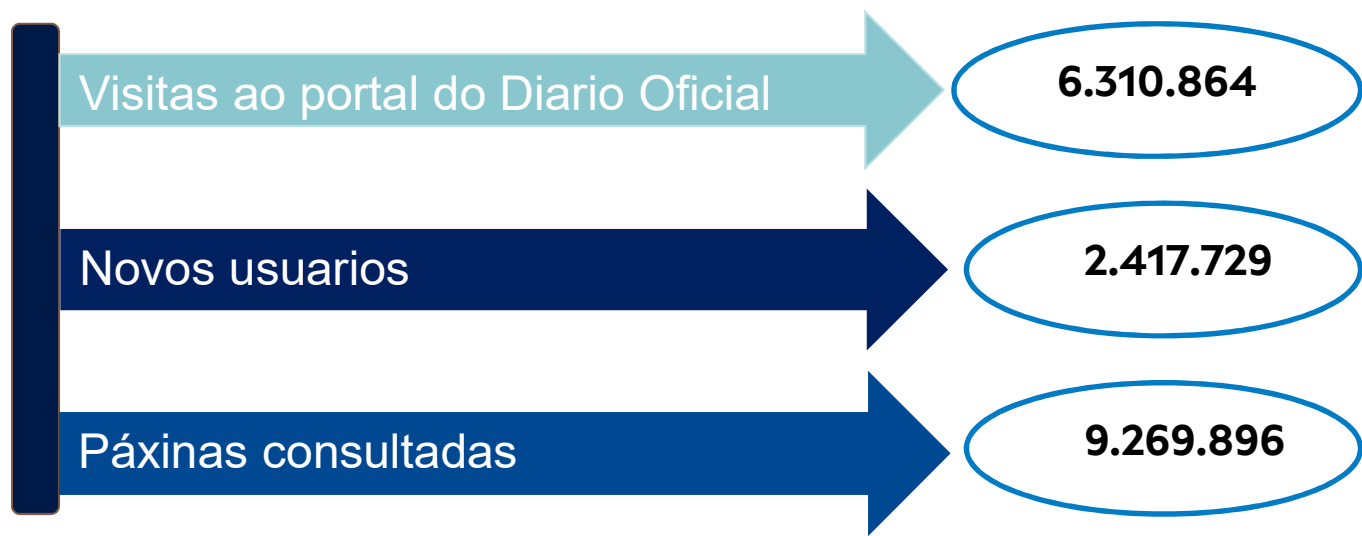 Visitas ao portal do Diario Oficial
6.310.864
Novos usuarios
2.417.729
Páxinas consultadas
9.269.896